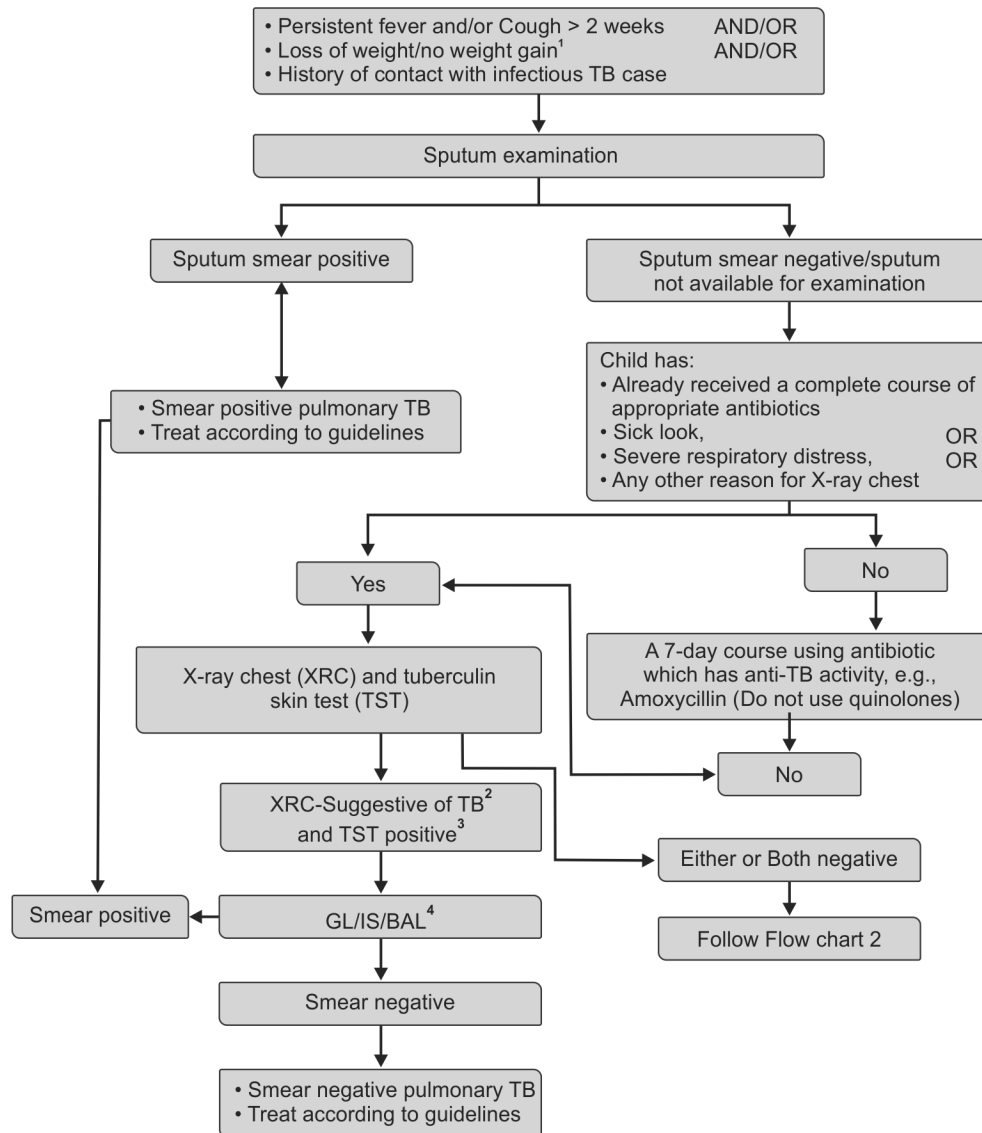 • Persistent fever and/or Cough > 2 weeks AND/OR
• Loss of weight/no weight gain¹ AND/OR
• History of contact with infectious TB case
Sputum examination
Sputum smear positive
Sputum smear negative/sputum
not available for examination
• Smear positive pulmonary TB
• Treat according to guidelines
Child has:
• Already received a complete course of
appropriate antibiotics
• Sick look, OR
• Severe respiratory distress, OR
• Any other reason for X-ray chest
Yes
No
X-ray chest (XRC) and tuberculin
skin test (TST)
A 7-day course using antibiotic
which has anti-TB activity, e.g.,
Amoxycillin (Do not use quinolones)
No
XRC-Suggestive of TB²
and TST positive³
Either or Both negative
Smear positive
GL/IS/BAL⁴
Follow Flow chart 2
Smear negative
• Smear negative pulmonary TB
• Treat according to guidelines